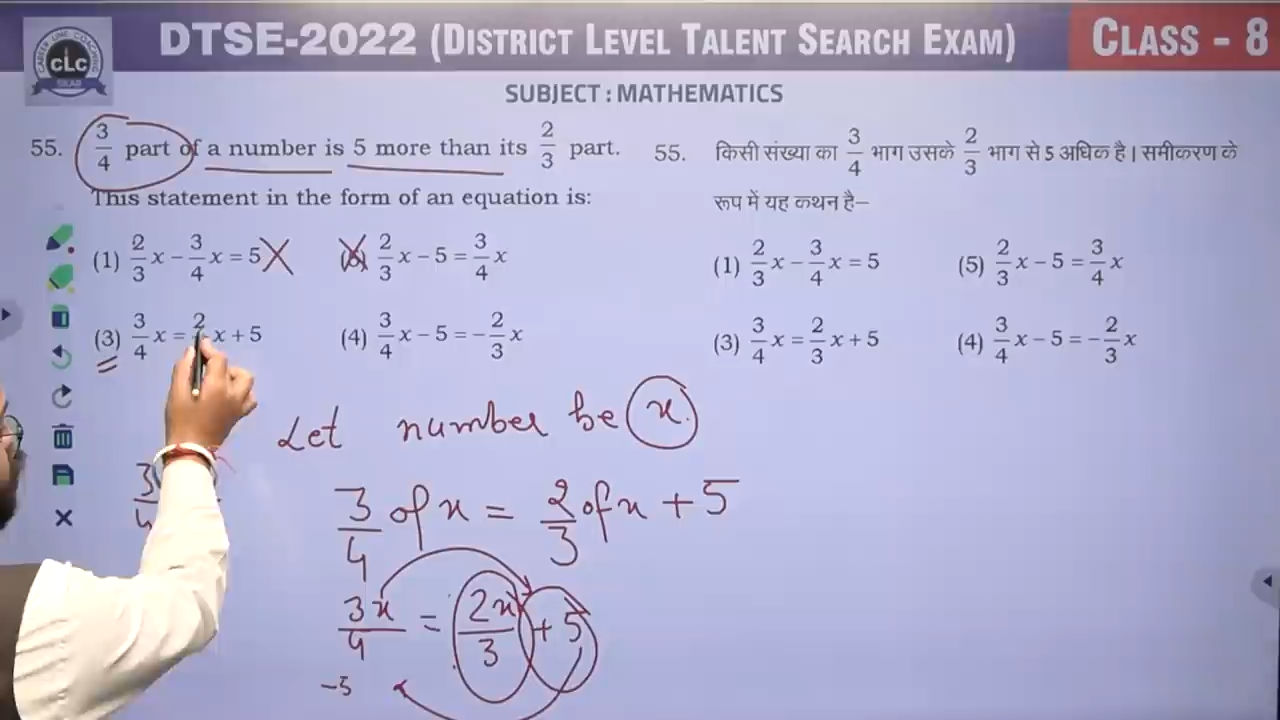 CAREER LINE COACHING
CLC
SIKAR
DTSE-2022 (DISTRICT LEVEL TALENT SEARCH EXAM)
CLASS - 8
SUBJECT : MATHEMATICS
55. 3/4 part of a number is 5 more than its 2/3 part.
This statement in the form of an equation is:
(1) 2/3 x − 3/4 x = 5
2/3 x − 5 = 3/4 x
(3) 3/4 x = 2/ x + 5
(4) 3/4 x − 5 = − 2/3 x
55. किसी संख्या का 3/4 भाग उसके 2/3 भाग से 5 अधिक है। समीकरण के
रूप में यह कथन है–
(1) 2/3 x − 3/4 x = 5
(5) 2/3 x − 5 = 3/4 x
(3) 3/4 x = 2/3 x + 5
(4) 3/4 x − 5 = − 2/3 x
Let number be x
3/4 of x = 2/3 of x + 5
3x/4 = 2x/3 + 5
−5
3/4